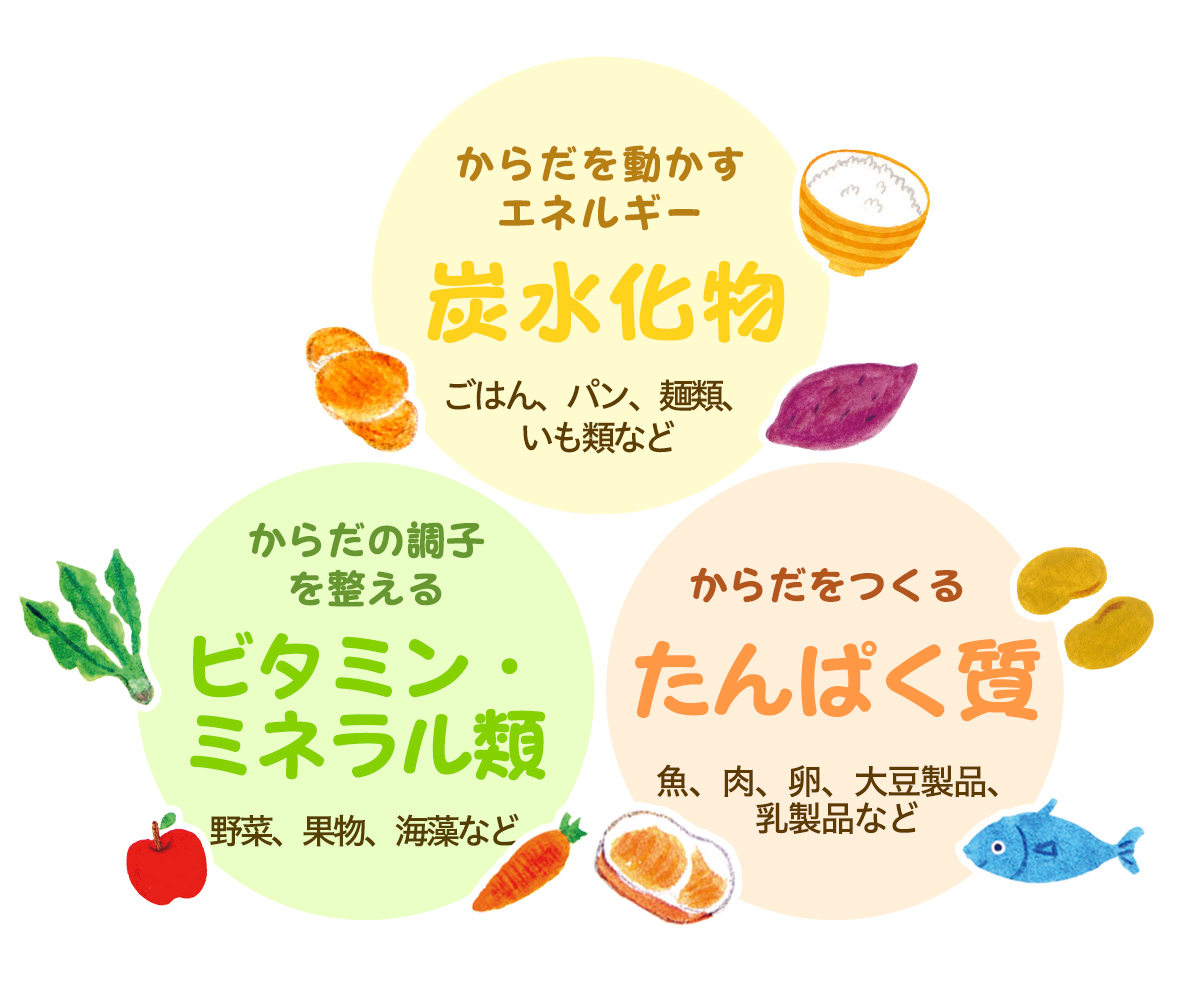 からだを動かす
エネルギー
炭水化物
ごはん、パン、麺類、
いも類など
からだの調子
を整える
ビタミン・
ミネラル類
野菜、果物、海藻など
からだをつくる
たんぱく質
魚、肉、卵、大豆製品、
乳製品など